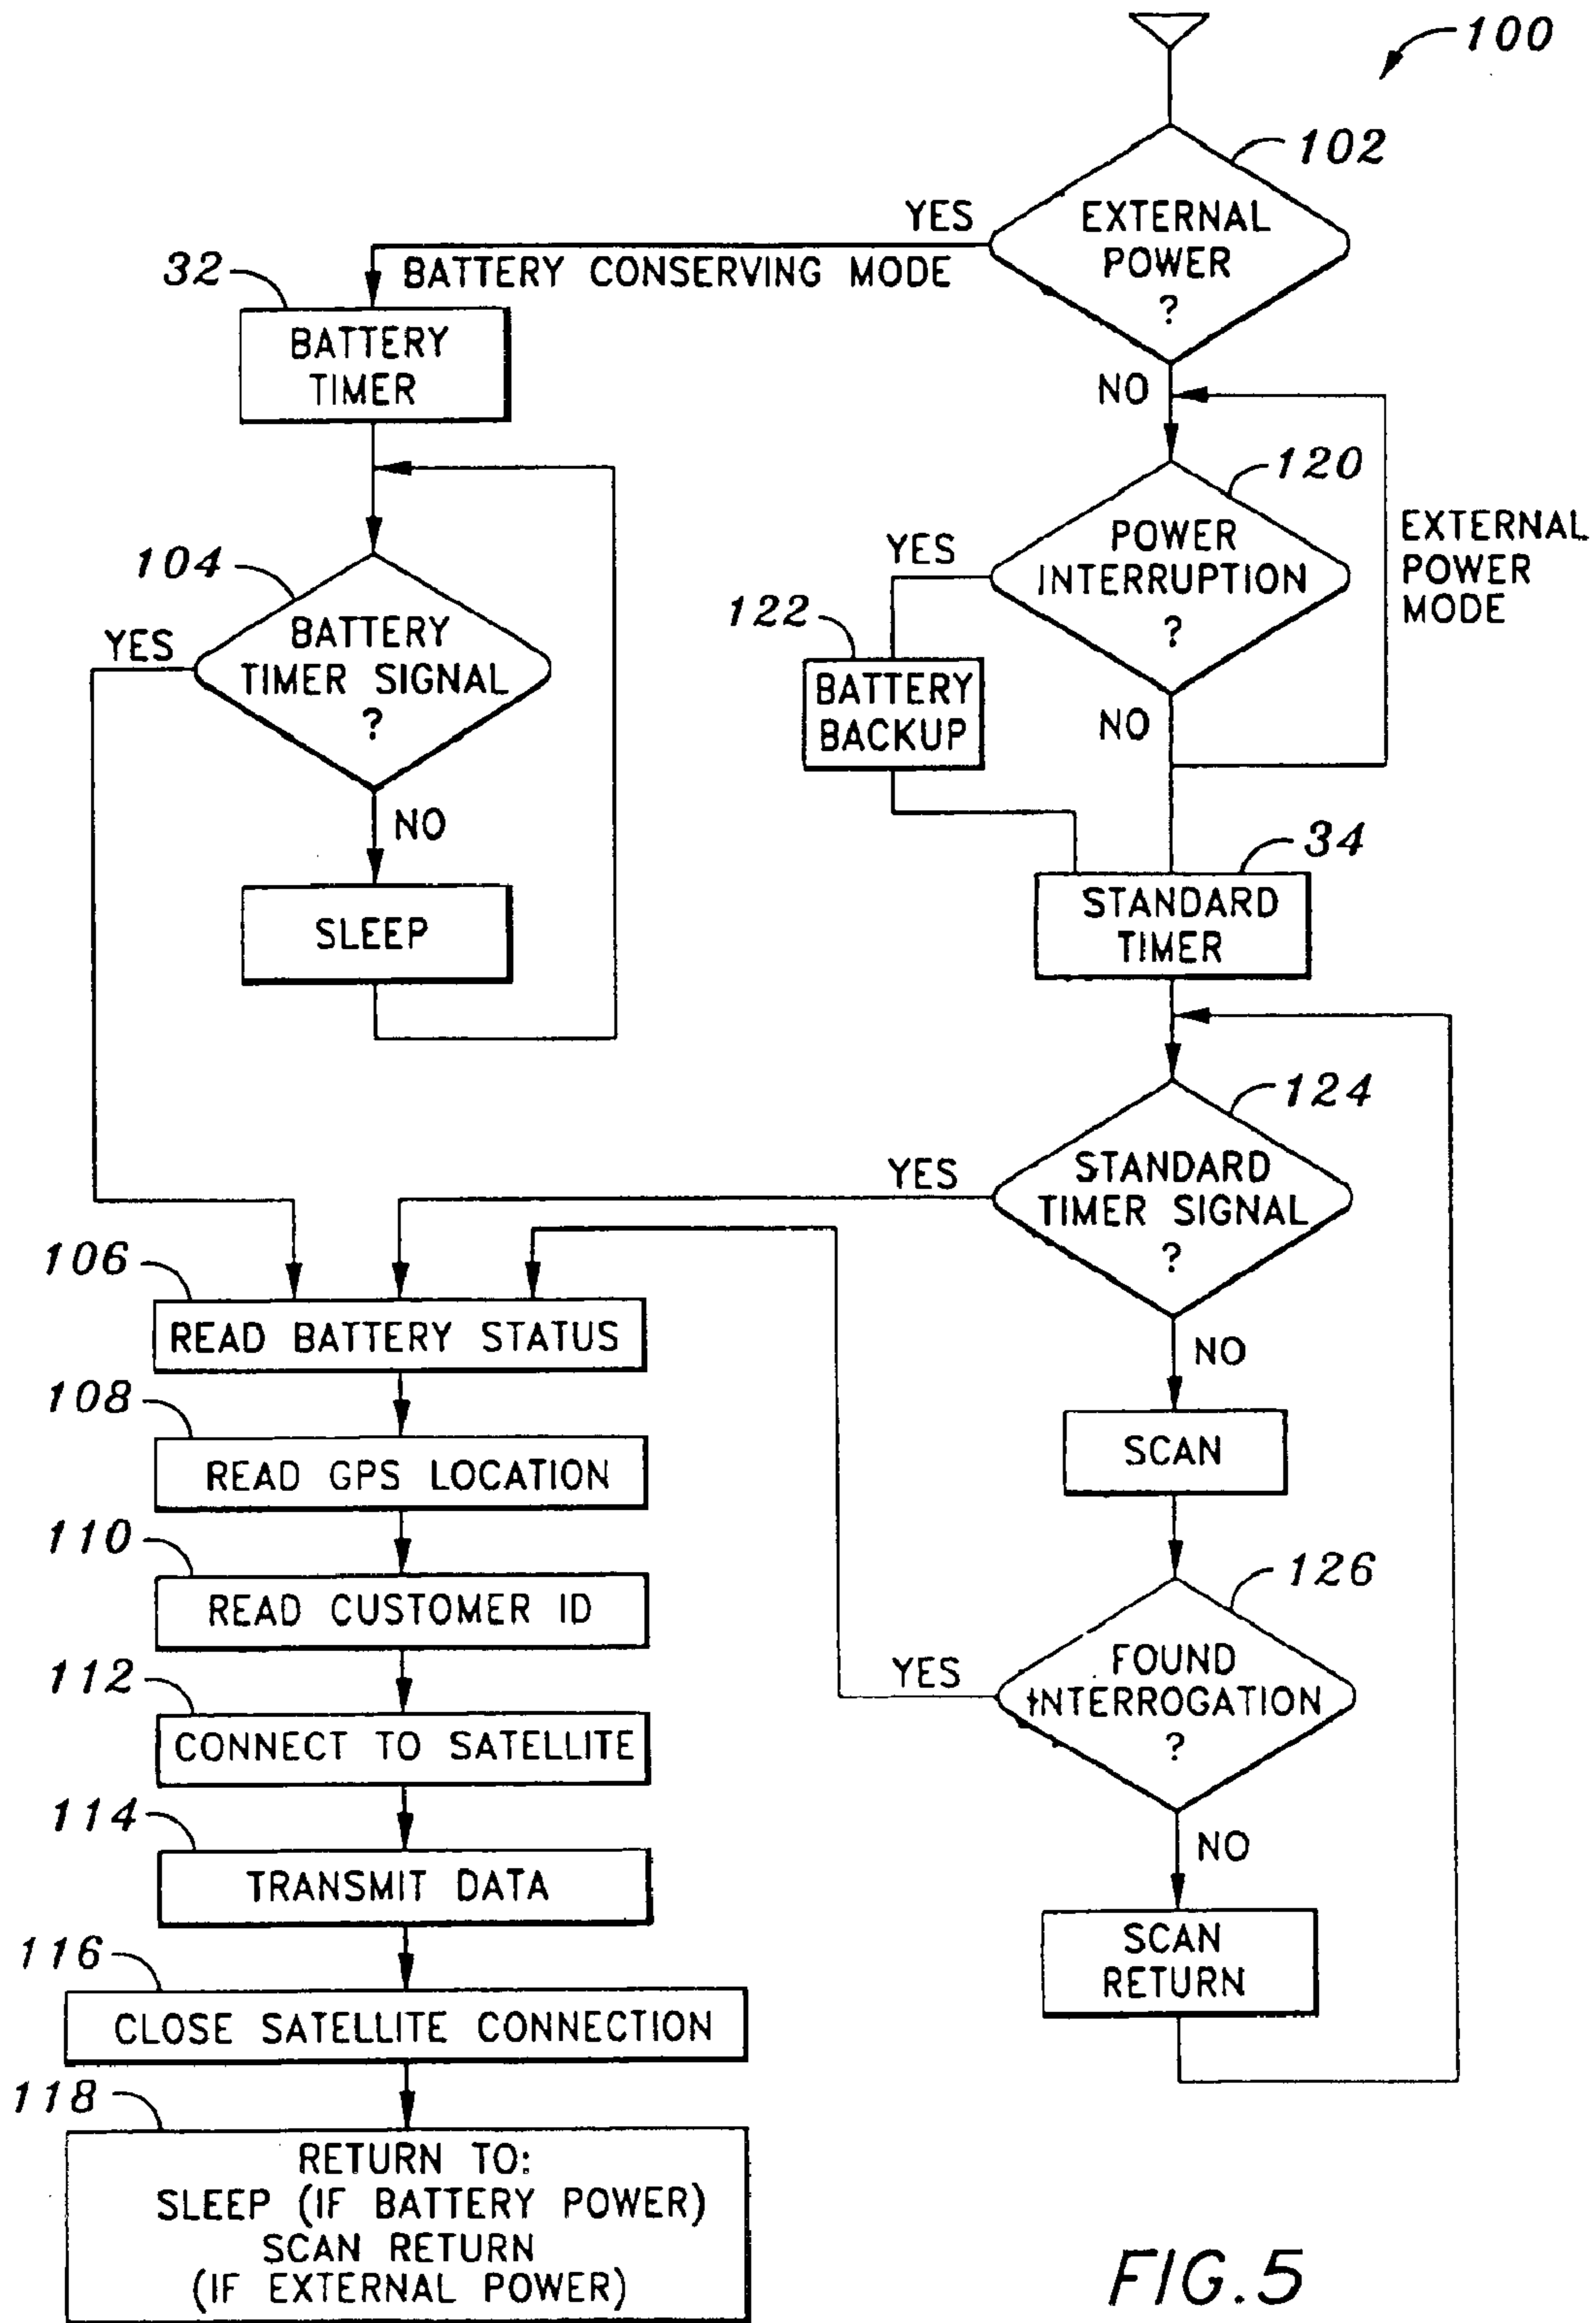 100
102
EXTERNAL
POWER
?
YES
BATTERY CONSERVING MODE
32
BATTERY
TIMER
NO
120
POWER
INTERRUPTION
?
YES
EXTERNAL
POWER
MODE
104
BATTERY
TIMER SIGNAL
?
YES
122
BATTERY
BACKUP
NO
NO
34
STANDARD
TIMER
SLEEP
124
STANDARD
TIMER SIGNAL
?
YES
106
READ BATTERY STATUS
NO
108
READ GPS LOCATION
SCAN
110
READ CUSTOMER ID
126
FOUND
INTERROGATION
?
YES
112
CONNECT TO SATELLITE
NO
114
TRANSMIT DATA
SCAN
RETURN
116
CLOSE SATELLITE CONNECTION
118
RETURN TO:
SLEEP (IF BATTERY POWER)
SCAN RETURN
(IF EXTERNAL POWER)
FIG.5